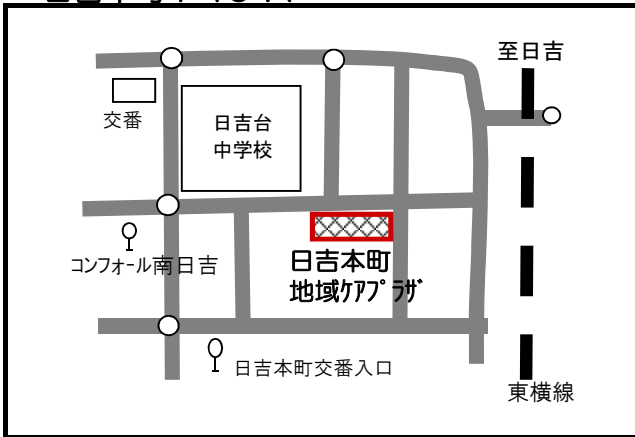 至日吉
交番
日吉台
中学校
コンフォール南日吉
日吉本町
地域ケアプラザ
日吉本町交番入口
東横線